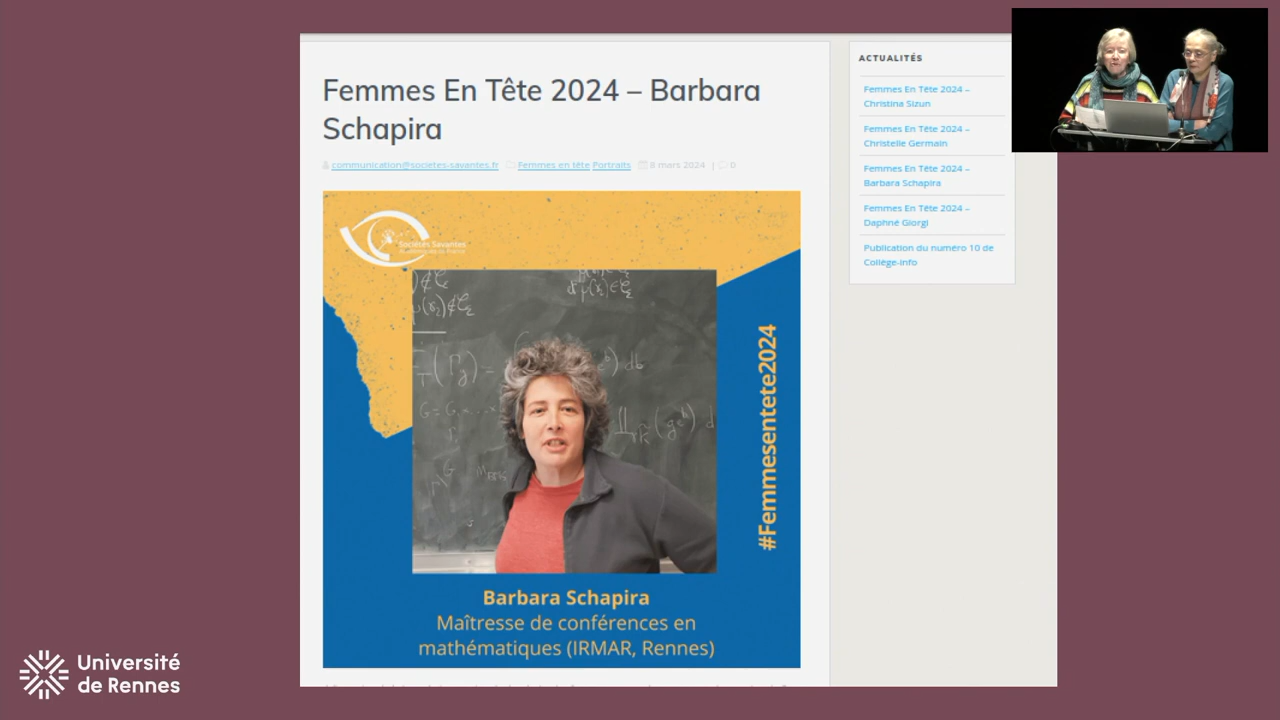 Femmes En Tête 2024 – Barbara
Schapira
communication@societes-savantes.fr Femmes en tête Portraits 8 mars 2024 | 0
Sociétés Savantes
#Femmesentete2024
Barbara Schapira
Maîtresse de conférences en
mathématiques (IRMAR, Rennes)
ACTUALITÉS
Femmes En Tête 2024 –
Christina Sizun
Femmes En Tête 2024 –
Christelle Germain
Femmes En Tête 2024 –
Barbara Schapira
Femmes En Tête 2024 –
Daphné Giorgi
Publication du numéro 10 de
Collège-info
Université
de Rennes